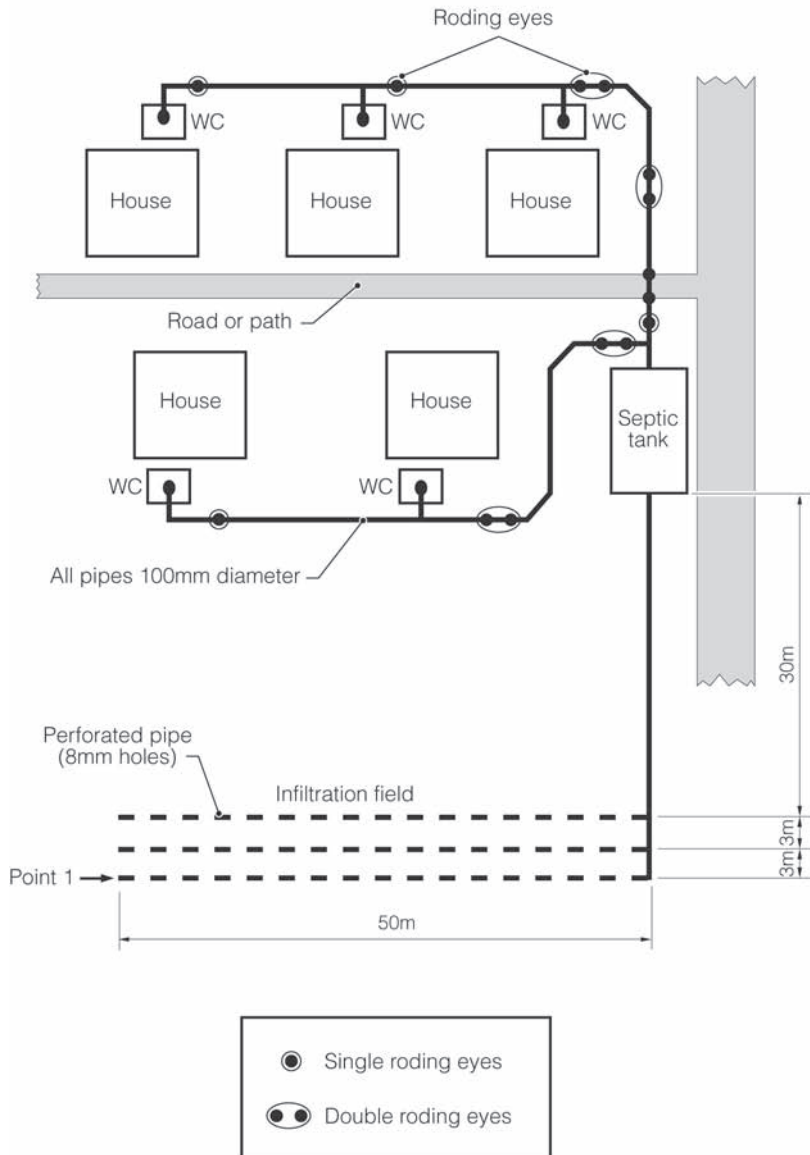 Roding eyes
WC
WC
WC
House
House
House
Road or path
House
House
Septic
tank
WC
WC
All pipes 100mm diameter
30m
Perforated pipe
(8mm holes)
Infiltration field
3m
3m
Point 1
50m
Single roding eyes
Double roding eyes